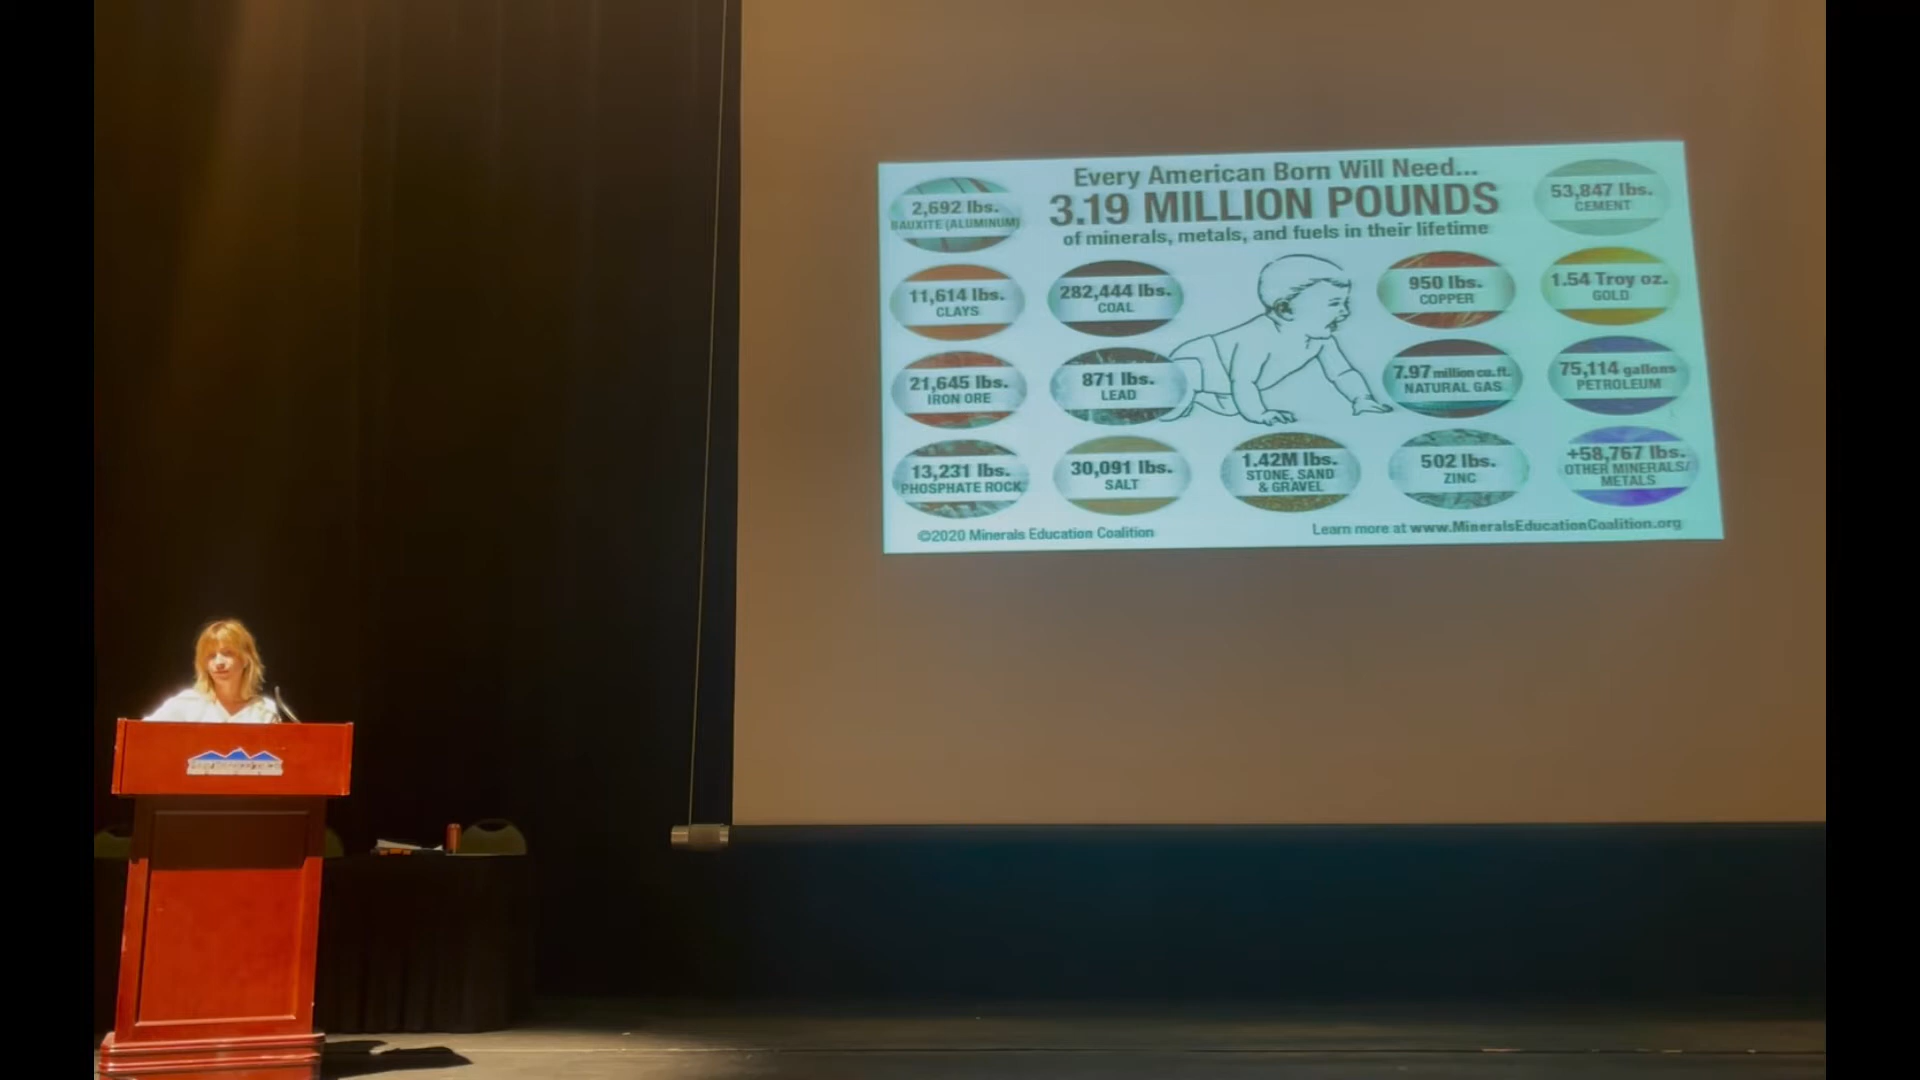 Every American Born Will Need...
3.19 MILLION POUNDS
of minerals, metals, and fuels in their lifetime
2,692 lbs.
BAUXITE (ALUMINUM)
53,847 lbs.
CEMENT
11,614 lbs.
CLAYS
282,444 lbs.
COAL
950 lbs.
COPPER
1.54 Troy oz.
GOLD
21,645 lbs.
IRON ORE
871 lbs.
LEAD
7.97 million cu. ft.
NATURAL GAS
75,114 gallons
PETROLEUM
13,231 lbs.
PHOSPHATE ROCK
30,091 lbs.
SALT
1.42M lbs.
STONE, SAND
& GRAVEL
502 lbs.
ZINC
+58,767 lbs.
OTHER MINERALS/
METALS
©2020 Minerals Education Coalition
Learn more at www.MineralsEducationCoalition.org